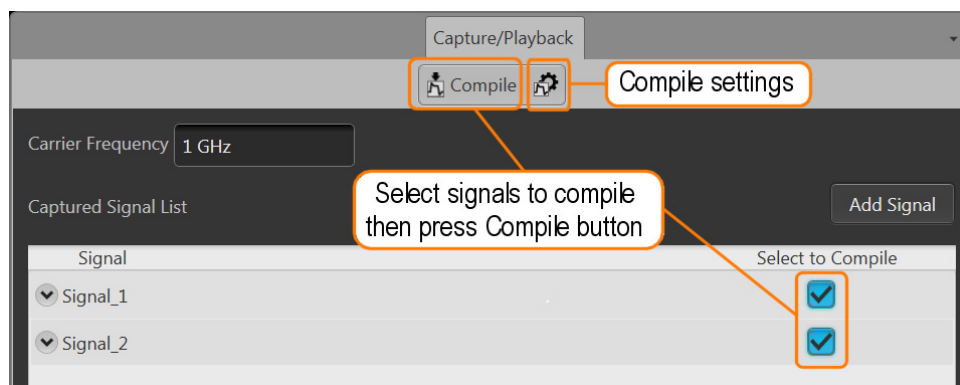 Capture/Playback
Compile
Compile settings
Carrier Frequency 1 GHz
Select signals to compile
then press Compile button
Captured Signal List
Add Signal
Signal Select to Compile
Signal_1
Signal_2